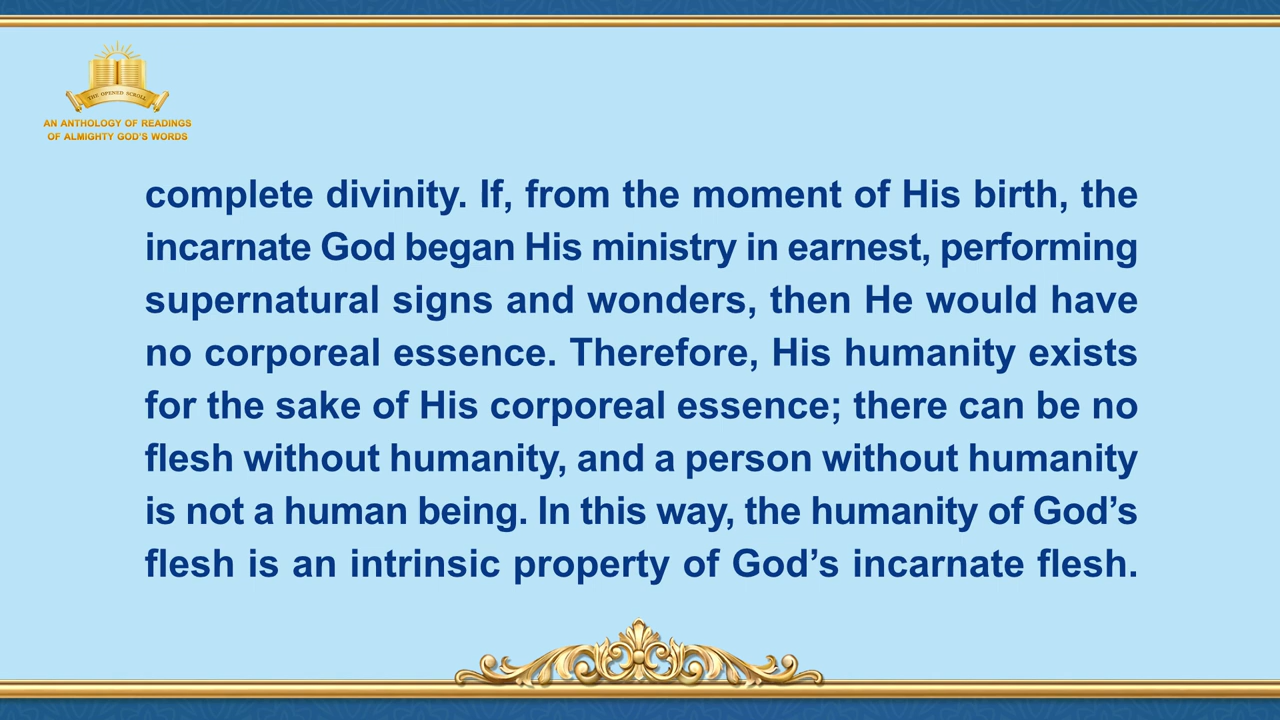 THE OPENED SCROLL
AN ANTHOLOGY OF READINGS
OF ALMIGHTY GOD'S WORDS
complete divinity. If, from the moment of His birth, the
incarnate God began His ministry in earnest, performing
supernatural signs and wonders, then He would have
no corporeal essence. Therefore, His humanity exists
for the sake of His corporeal essence; there can be no
flesh without humanity, and a person without humanity
is not a human being. In this way, the humanity of God’s
flesh is an intrinsic property of God’s incarnate flesh.